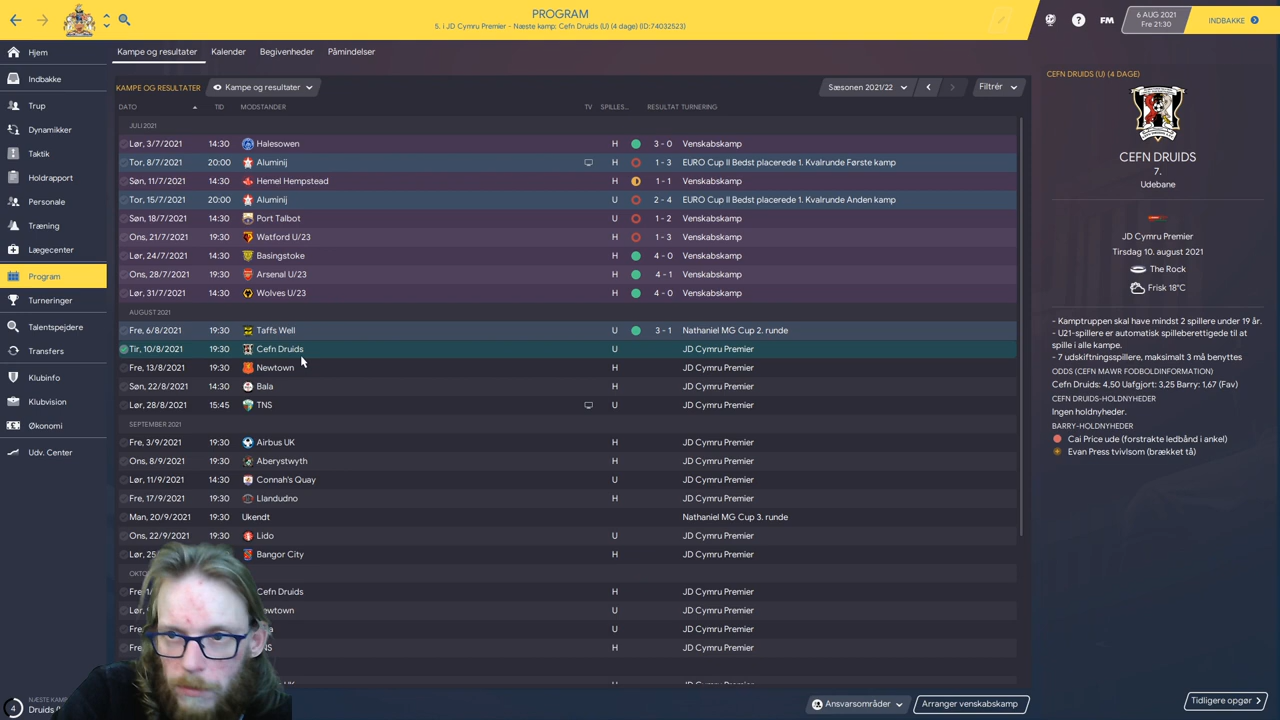 PROGRAM
5. i JD Cymru Premier - Næste kamp: Cefn Druids (U) (4 dage) (ID:74032523)
FM
6 AUG 2021
Fre 21:30
INDBAKKE
Hjem
Indbakke
Trup
Dynamikker
Taktik
Holdrapport
Personale
Træning
Lægecenter
Program
Turneringer
Talentspejdere
Transfers
Klubinfo
Klubvision
Økonomi
Udv. Center
NÆSTE KAMP
4
Druids
Kampe og resultater Kalender Begivenheder Påmindelser
KAMPE OG RESULTATER Kampe og resultater Sæsonen 2021/22 Filtrér
DATO TID MODSTANDER TV SPILLES... RESULTAT TURNERING
JULI 2021
Lør, 3/7/2021 14:30 Halesowen H 3 - 0 Venskabskamp
Tor, 8/7/2021 20:00 Aluminij H 1 - 3 EURO Cup II Bedst placerede 1. Kvalrunde Første kamp
Søn, 11/7/2021 14:30 Hemel Hempstead H 1 - 1 Venskabskamp
Tor, 15/7/2021 20:00 Aluminij U 2 - 4 EURO Cup II Bedst placerede 1. Kvalrunde Anden kamp
Søn, 18/7/2021 14:30 Port Talbot U 1 - 2 Venskabskamp
Ons, 21/7/2021 19:30 Watford U/23 H 1 - 3 Venskabskamp
Lør, 24/7/2021 14:30 Basingstoke H 4 - 0 Venskabskamp
Ons, 28/7/2021 19:30 Arsenal U/23 H 4 - 1 Venskabskamp
Lør, 31/7/2021 14:30 Wolves U/23 H 4 - 0 Venskabskamp
AUGUST 2021
Fre, 6/8/2021 19:30 Taffs Well U 3 - 1 Nathaniel MG Cup 2. runde
Tir, 10/8/2021 19:30 Cefn Druids U JD Cymru Premier
Fre, 13/8/2021 19:30 Newtown H JD Cymru Premier
Søn, 22/8/2021 14:30 Bala H JD Cymru Premier
Lør, 28/8/2021 15:45 TNS U JD Cymru Premier
SEPTEMBER 2021
Fre, 3/9/2021 19:30 Airbus UK H JD Cymru Premier
Ons, 8/9/2021 19:30 Aberystwyth H JD Cymru Premier
Lør, 11/9/2021 14:30 Connah's Quay U JD Cymru Premier
Fre, 17/9/2021 19:30 Llandudno H JD Cymru Premier
Man, 20/9/2021 19:30 Ukendt Nathaniel MG Cup 3. runde
Ons, 22/9/2021 19:30 Lido U JD Cymru Premier
Lør, 19:30 Bangor City H JD Cymru Premier
Fre, Cefn Druids H JD Cymru Premier
Lør, Newtown U JD Cymru Premier
Fre, U JD Cymru Premier
Fre, TNS H JD Cymru Premier
Ansvarsområder Arranger venskabskamp
CEFN DRUIDS (U) (4 DAGE)
CEFN DRUIDS
7.
Udebane
JD Cymru Premier
Tirsdag 10. august 2021
The Rock
Frisk 18°C
- Kamptruppen skal have mindst 2 spillere under 19 år.
- U21-spillere er automatisk spilleberettigede til at
spille i alle kampe.
- 7 udskiftningsspillere, maksimalt 3 må benyttes
ODDS (CEFN MAWR FODBOLDINFORMATION)
Cefn Druids: 4,50 Uafgjort: 3,25 Barry: 1,67 (Fav)
CEFN DRUIDS-HOLDNYHEDER
Ingen holdnyheder.
BARRY-HOLDNYHEDER
Cai Price ude (forstrakte ledbånd i ankel)
Evan Press tvivlsom (brækket tå)
Tidligere opgør